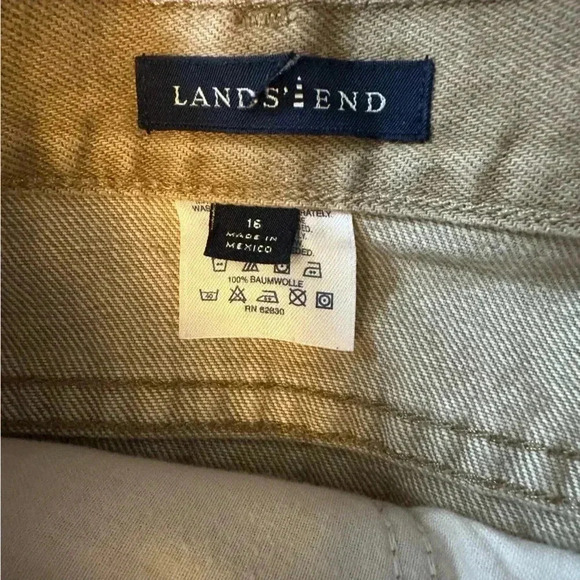 LANDS' END
16
MADE IN
MEXICO
100% BAUMWOLLE
RN 62830